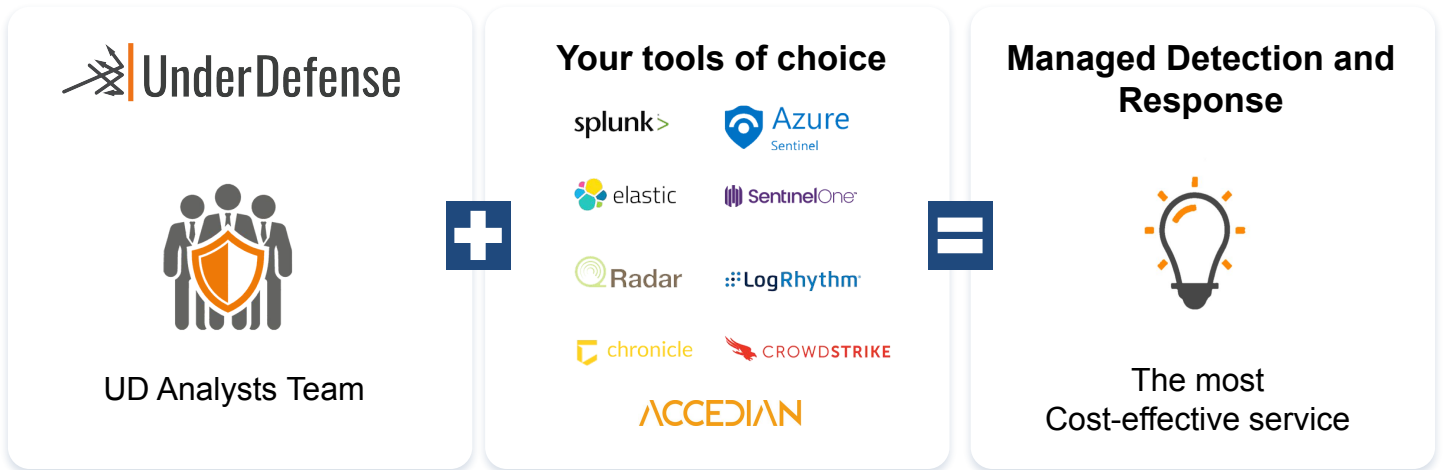 UnderDefense
UD Analysts Team
Your tools of choice
splunk>
Azure
Sentinel
elastic
SentinelOne
QRadar
LogRhythm
chronicle
CROWDSTRIKE
ACCEDIAN
Managed Detection and
Response
The most
Cost-effective service